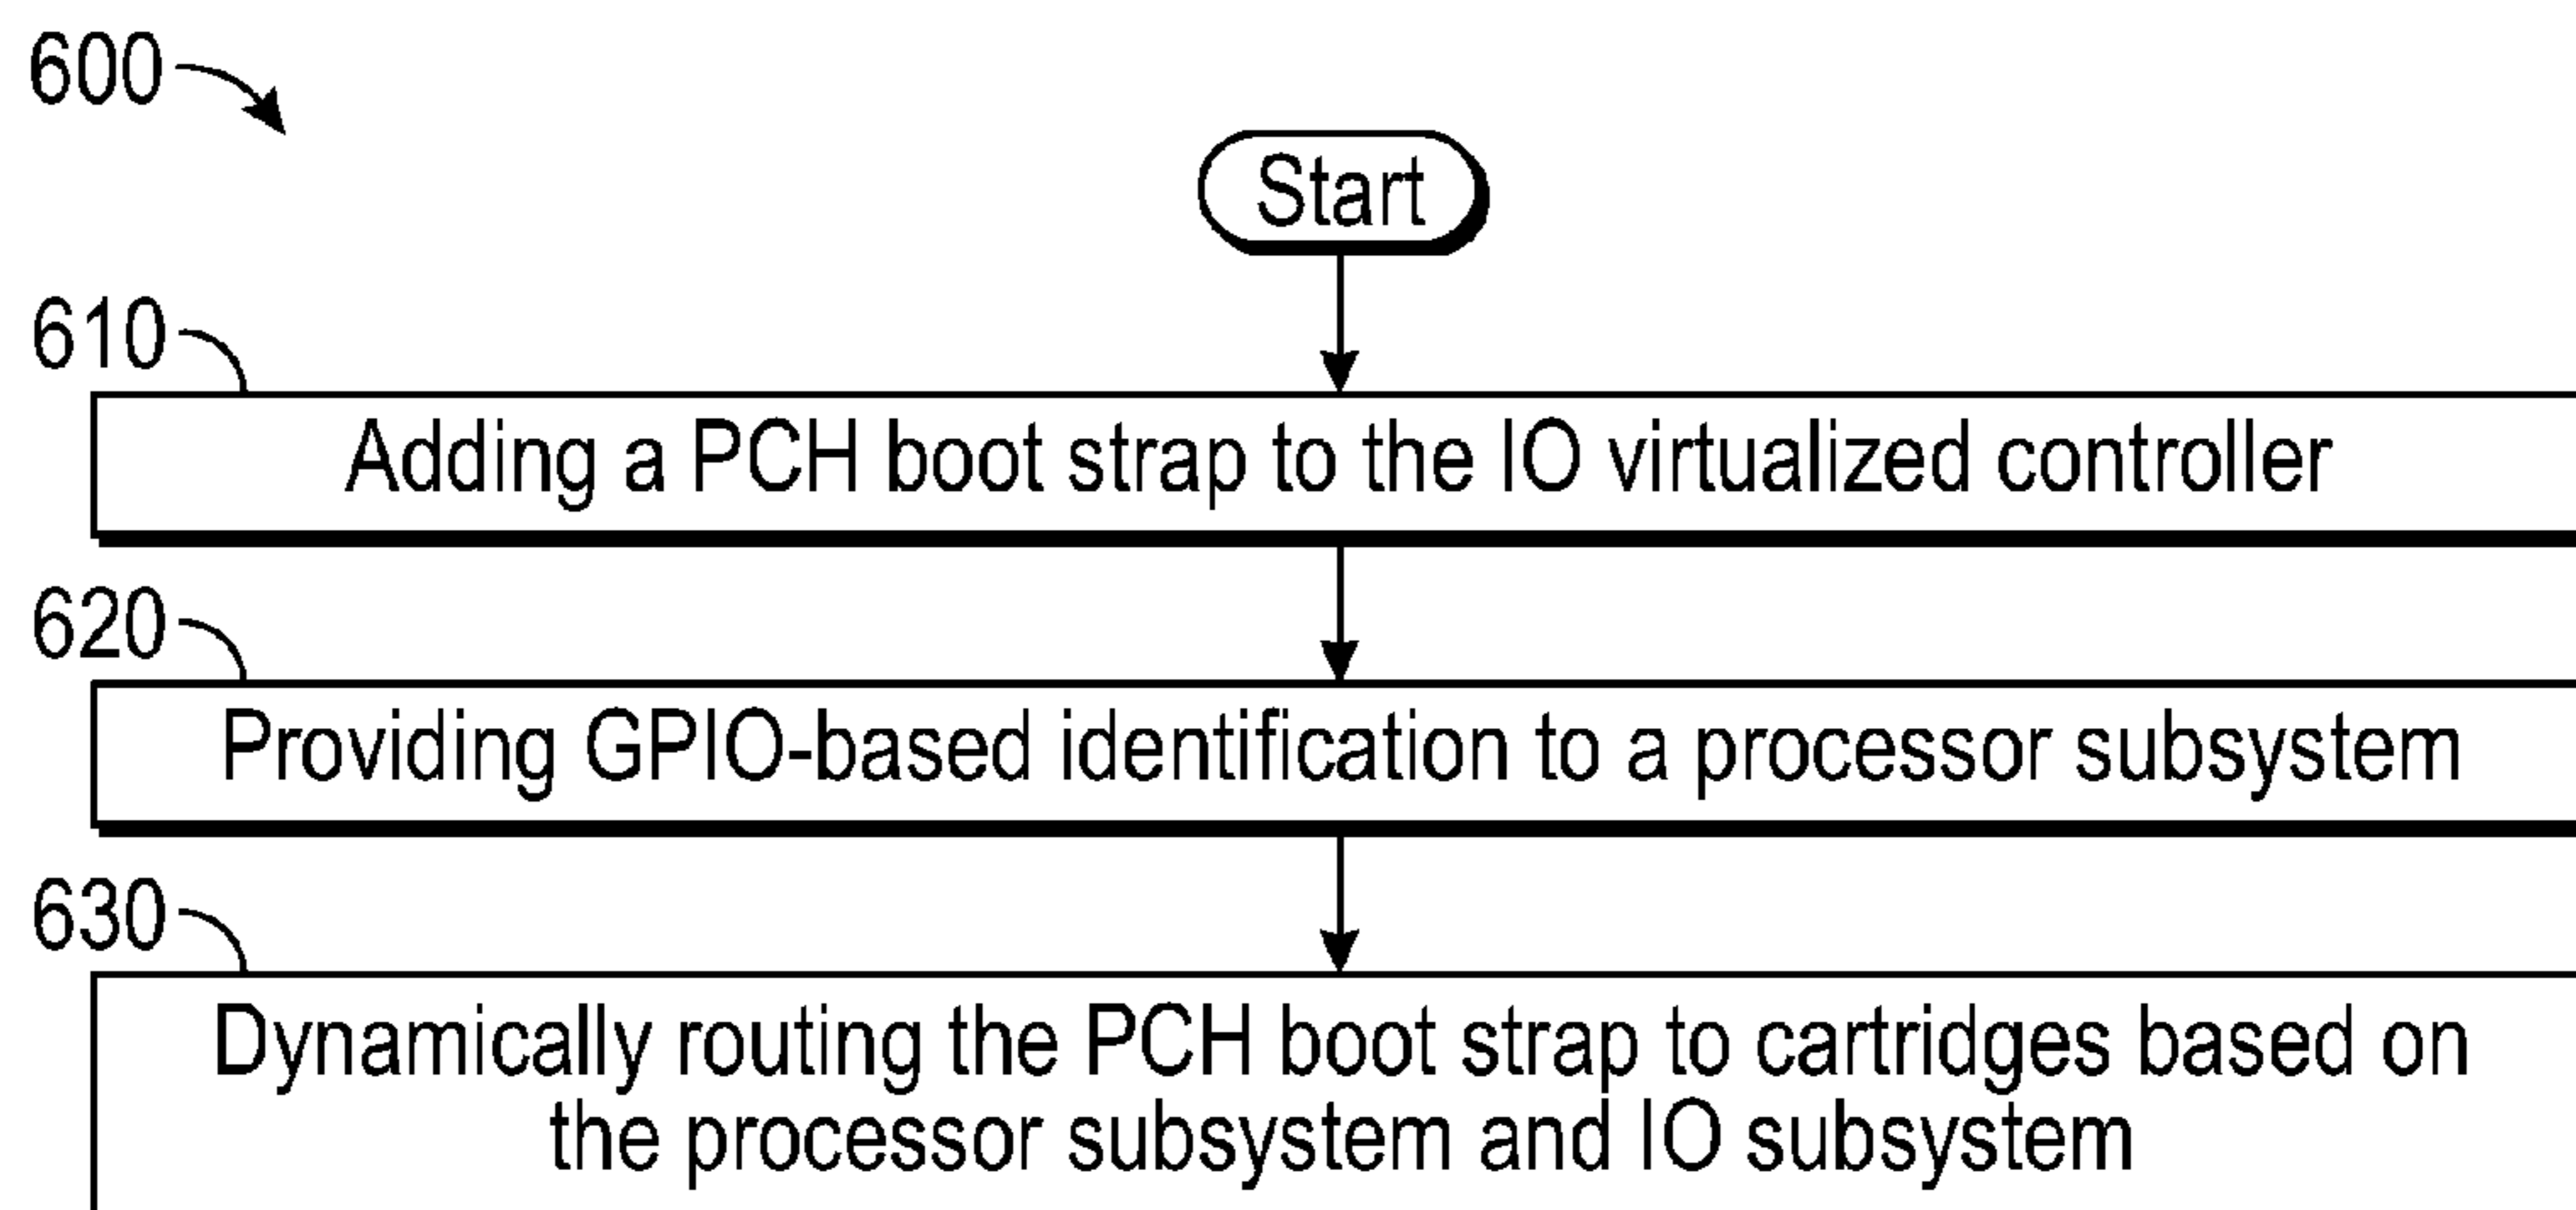 600
Start
610
Adding a PCH boot strap to the IO virtualized controller
620
Providing GPIO-based identification to a processor subsystem
630
Dynamically routing the PCH boot strap to cartridges based on
the processor subsystem and IO subsystem